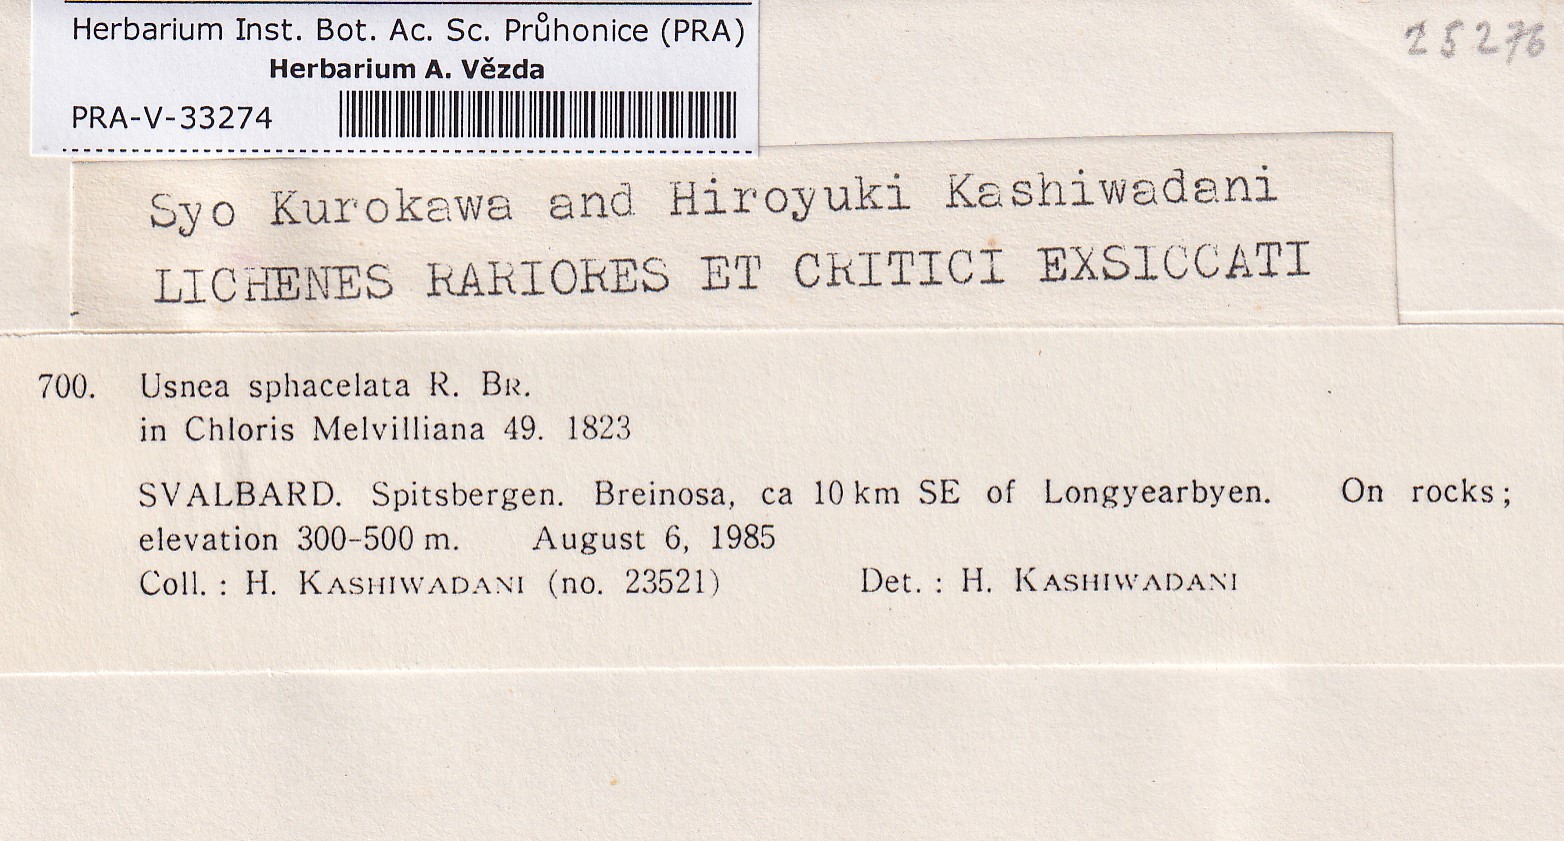 Herbarium Inst. Bot. Ac. Sc. Průhonice (PRA)
Herbarium A. Vězda
PRA-V-33274
25276
Syo Kurokawa and Hiroyuki Kashiwadani
LICHENES RARIORES ET CRITICI EXSICCATI
700. Usnea sphacelata R. BR.
in Chloris Melvilliana 49. 1823
SVALBARD. Spitsbergen. Breinosa, ca 10 km SE of Longyearbyen. On rocks;
elevation 300-500 m. August 6, 1985
Coll.: H. KASHIWADANI (no. 23521) Det.: H. KASHIWADANI